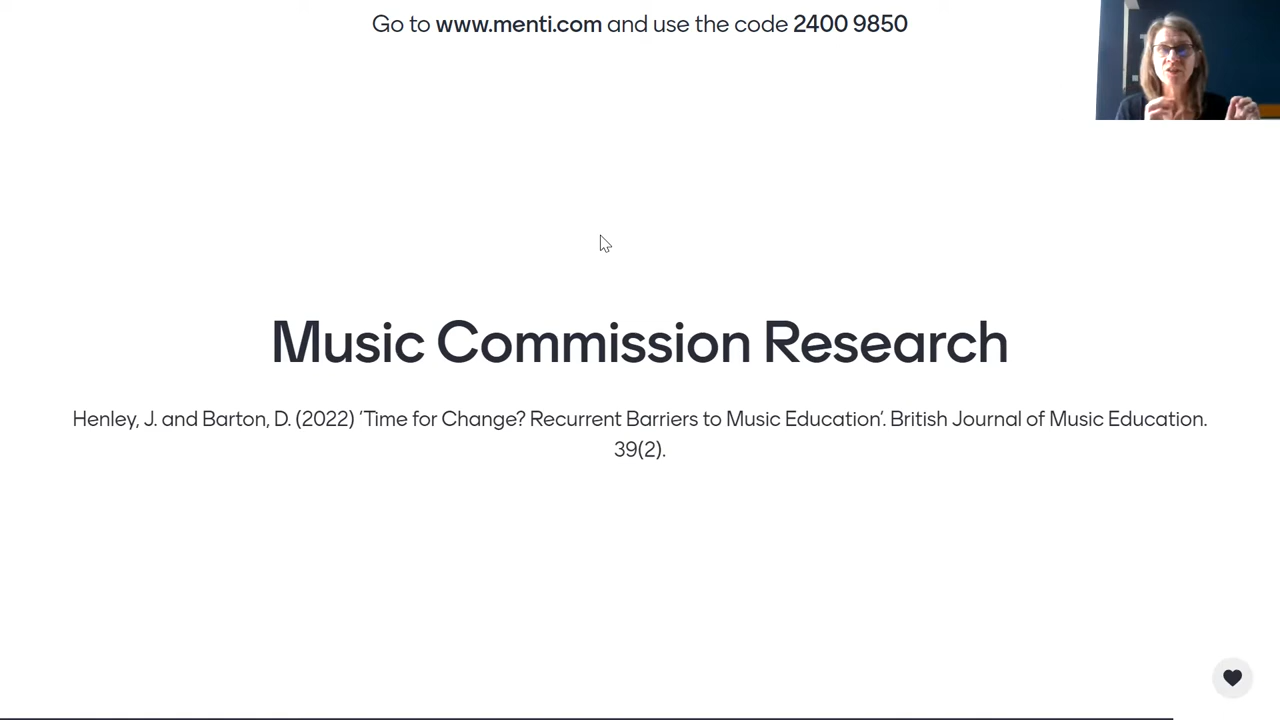 Go to www.menti.com and use the code 2400 9850
Music Commission Research
Henley, J. and Barton, D. (2022) ‘Time for Change? Recurrent Barriers to Music Education’. British Journal of Music Education.
39(2).